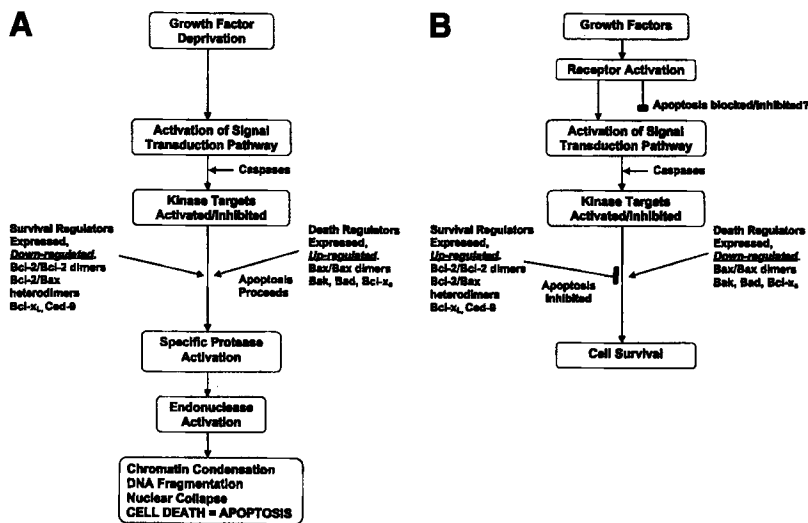 A
Growth Factor
Deprivation
Activation of Signal
Transduction Pathway
Caspases
Kinase Targets
Activated/Inhibited
Survival Regulators
Expressed,
Down-regulated.
Bcl-2/Bcl-2 dimers
Bcl-2/Bax
heterodimers
Bcl-xL, Ced-9
Death Regulators
Expressed,
Up-regulated.
Bax/Bax dimers
Bak, Bad, Bcl-xs
Apoptosis
Proceeds
Specific Protease
Activation
Endonuclease
Activation
Chromatin Condensation
DNA Fragmentation
Nuclear Collapse
CELL DEATH = APOPTOSIS
B
Growth Factors
Receptor Activation
Apoptosis blocked/inhibited?
Activation of Signal
Transduction Pathway
Caspases
Kinase Targets
Activated/Inhibited
Survival Regulators
Expressed,
Up-regulated.
Bcl-2/Bcl-2 dimers
Bcl-2/Bax
heterodimers
Bcl-xL, Ced-9
Death Regulators
Expressed,
Down-regulated.
Bax/Bax dimers
Bak, Bad, Bcl-xs
Apoptosis
Inhibited
Cell Survival